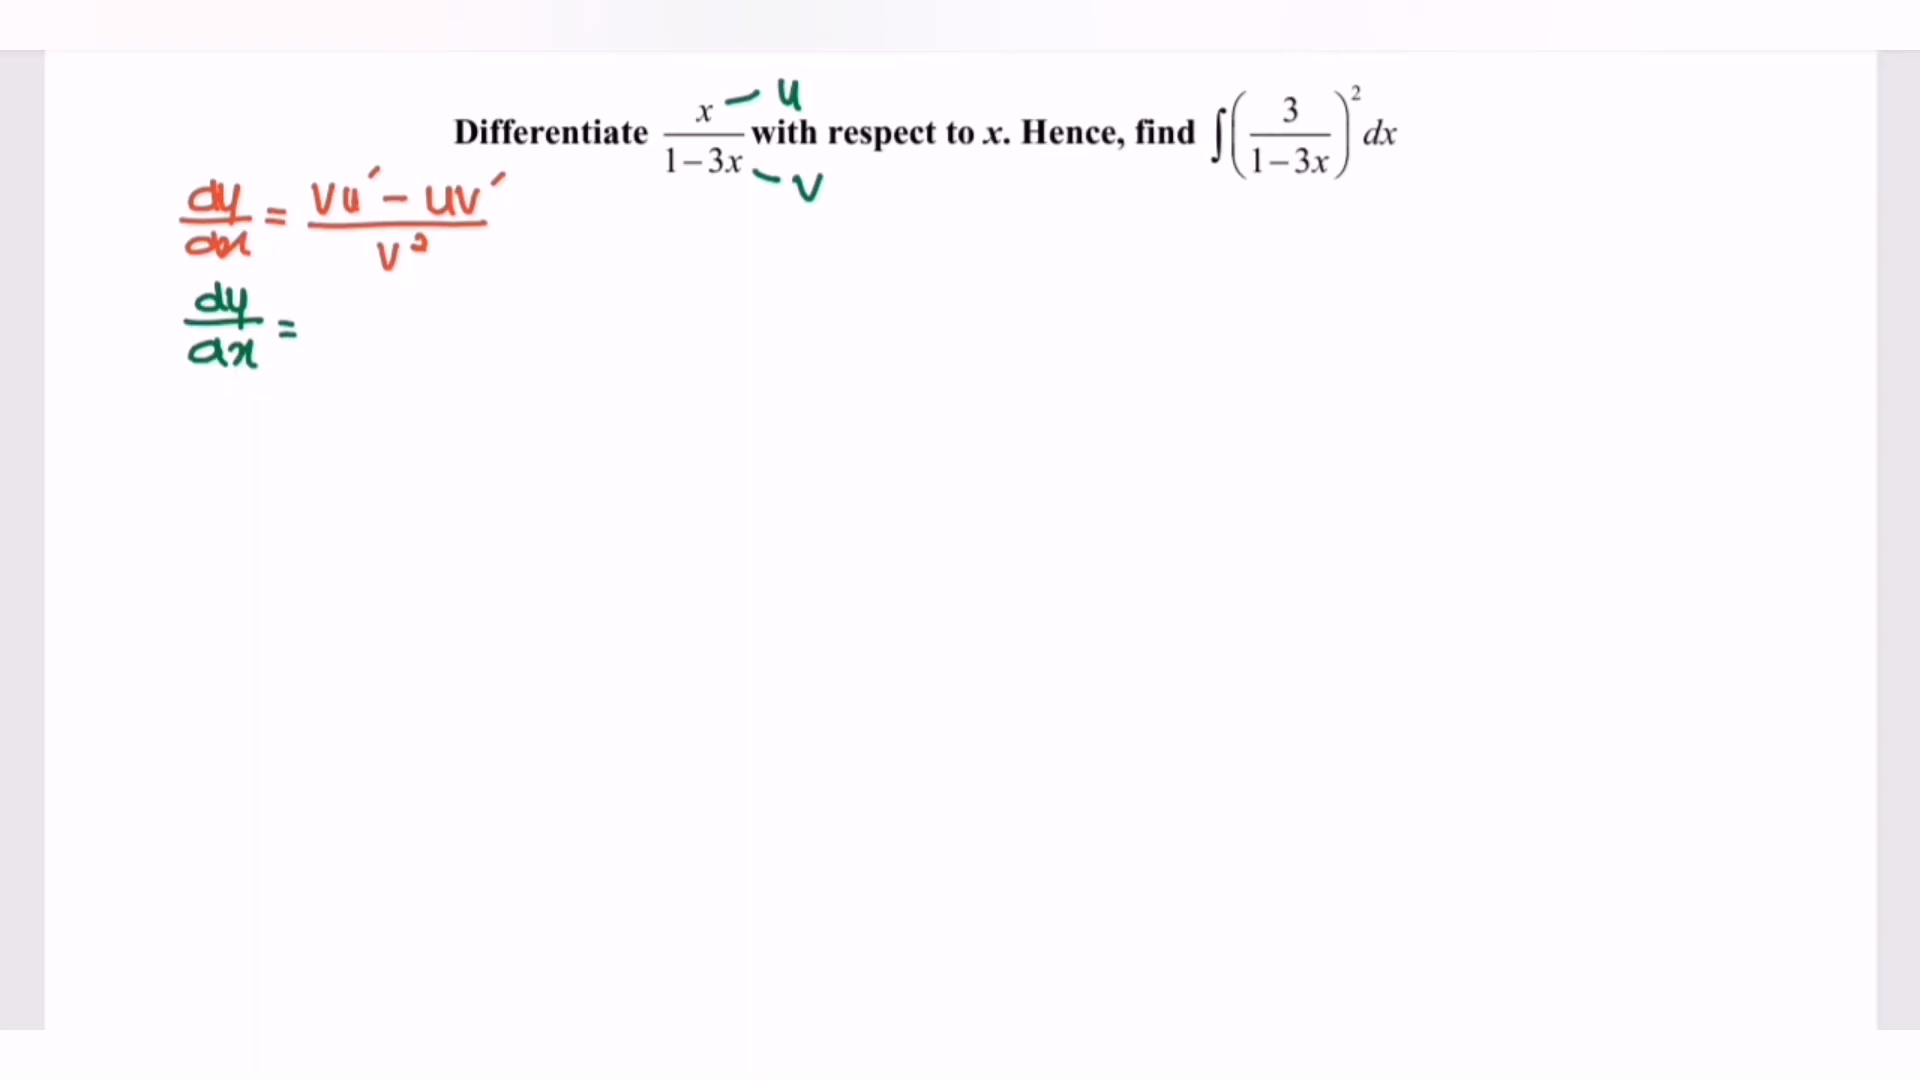 Differentiate x/(1−3x) with respect to x. Hence, find ∫(3/(1−3x))² dx
u
v
dy/dx = (vu′ − uv′)/v²
dy/dx =